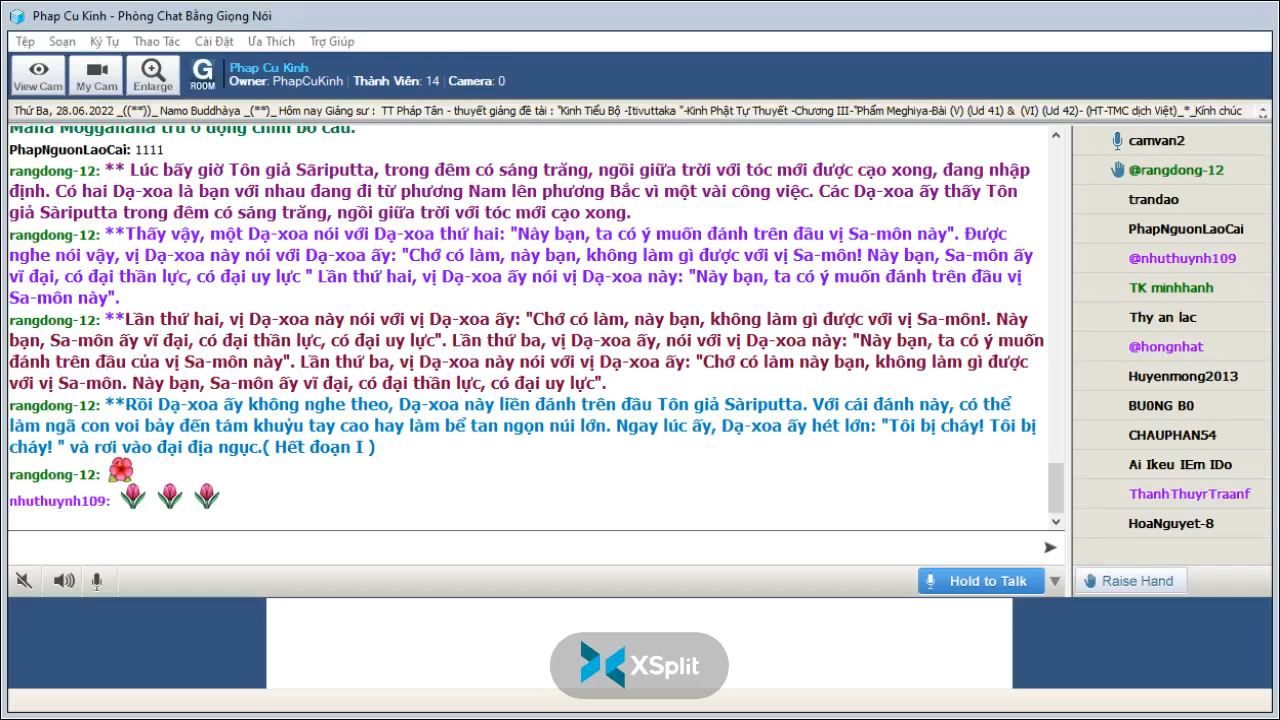 Phap Cu Kinh - Phòng Chat Bằng Giọng Nói
Tệp Soạn Ký Tự Thao Tác Cài Đặt Ưa Thích Trợ Giúp
View Cam My Cam Enlarge G ROOM
Phap Cu Kinh
Owner: PhapCuKinh | Thành Viên: 14 | Camera: 0
Thứ Ba, 28.06.2022 _((**))_ Namo Buddhàya _(**)_ Hôm nay Giảng sư : TT Pháp Tân - thuyết giảng đề tài : "Kinh Tiểu Bộ -Itivuttaka "-Kinh Phật Tự Thuyết -Chương III-"Phẩm Meghiya-Bài (V) (Ud 41) & (VI) (Ud 42)- (HT-TMC dịch Việt)_*_Kính chúc
Maha Moggallana trú ở động chim bồ câu.
PhapNguonLaoCai: 1111
rangdong-12: ** Lúc bấy giờ Tôn giả Sāriputta, trong đêm có sáng trăng, ngồi giữa trời với tóc mới được cạo xong, đang nhập
định. Có hai Dạ-xoa là bạn với nhau đang đi từ phương Nam lên phương Bắc vì một vài công việc. Các Dạ-xoa ấy thấy Tôn
giả Sàriputta trong đêm có sáng trăng, ngồi giữa trời với tóc mới cạo xong.
rangdong-12: **Thấy vậy, một Dạ-xoa nói với Dạ-xoa thứ hai: "Này bạn, ta có ý muốn đánh trên đầu vị Sa-môn này". Được
nghe nói vậy, vị Dạ-xoa này nói với Dạ-xoa ấy: "Chớ có làm, này bạn, không làm gì được với vị Sa-môn! Này bạn, Sa-môn ấy
vĩ đại, có đại thần lực, có đại uy lực " Lần thứ hai, vị Dạ-xoa ấy nói vị Dạ-xoa này: "Này bạn, ta có ý muốn đánh trên đầu vị
Sa-môn này".
rangdong-12: **Lần thứ hai, vị Dạ-xoa này nói với vị Dạ-xoa ấy: "Chớ có làm, này bạn, không làm gì được với vị Sa-môn!. Này
bạn, Sa-môn ấy vĩ đại, có đại thần lực, có đại uy lực". Lần thứ ba, vị Dạ-xoa ấy, nói với vị Dạ-xoa này: "Này bạn, ta có ý muốn
đánh trên đầu của vị Sa-môn này". Lần thứ ba, vị Dạ-xoa này nói với vị Dạ-xoa ấy: "Chớ có làm này bạn, không làm gì được
với vị Sa-môn. Này bạn, Sa-môn ấy vĩ đại, có đại thần lực, có đại uy lực".
rangdong-12: **Rồi Dạ-xoa ấy không nghe theo, Dạ-xoa này liền đánh trên đầu Tôn giả Sàriputta. Với cái đánh này, có thể
làm ngã con voi bảy đến tám khuỷu tay cao hay làm bể tan ngọn núi lớn. Ngay lúc ấy, Dạ-xoa ấy hét lớn: "Tôi bị cháy! Tôi bị
cháy! " và rơi vào đại địa ngục.( Hết đoạn I )
rangdong-12:
nhuthuynh109:
camvan2
@rangdong-12
trandao
PhapNguonLaoCai
@nhuthuynh109
TK minhhanh
Thy an lac
@hongnhat
Huyenmong2013
BU0NG B0
CHAUPHAN54
Ai Ikeu IEm IDo
ThanhThuyrTraanf
HoaNguyet-8
Hold to Talk
Raise Hand
XSplit